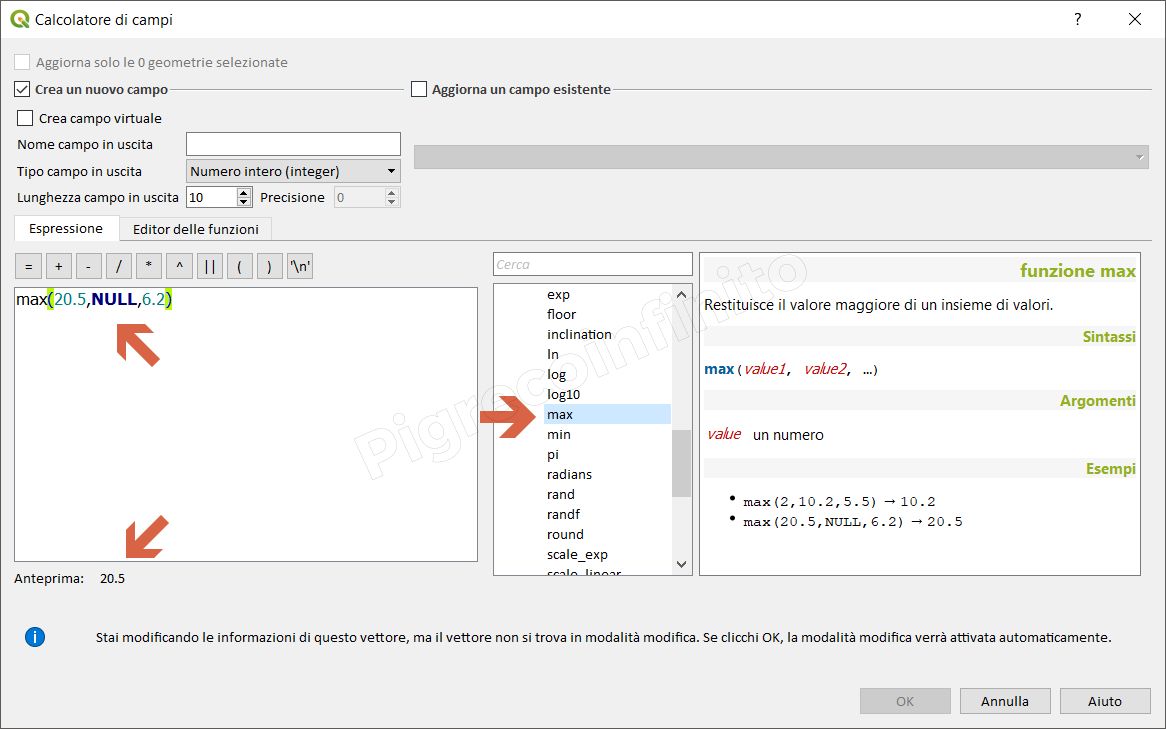 Calcolatore di campi
?
Aggiorna solo le 0 geometrie selezionate
Crea un nuovo campo
Aggiorna un campo esistente
Crea campo virtuale
Nome campo in uscita
Tipo campo in uscita Numero intero (integer)
Lunghezza campo in uscita 10 Precisione 0
Espressione Editor delle funzioni
= + - / * ^ || ( ) '\n'
max(20.5,NULL,6.2)
Anteprima: 20.5
Cerca
exp
floor
inclination
ln
log
log10
max
min
pi
radians
rand
randf
round
scale_exp
scale_linear
funzione max
Restituisce il valore maggiore di un insieme di valori.
Sintassi
max(value1, value2, …)
Argomenti
value un numero
Esempi
• max(2,10.2,5.5) → 10.2
• max(20.5,NULL,6.2) → 20.5
Pigrecoinfinito
Stai modificando le informazioni di questo vettore, ma il vettore non si trova in modalità modifica. Se clicchi OK, la modalità modifica verrà attivata automaticamente.
OK Annulla Aiuto